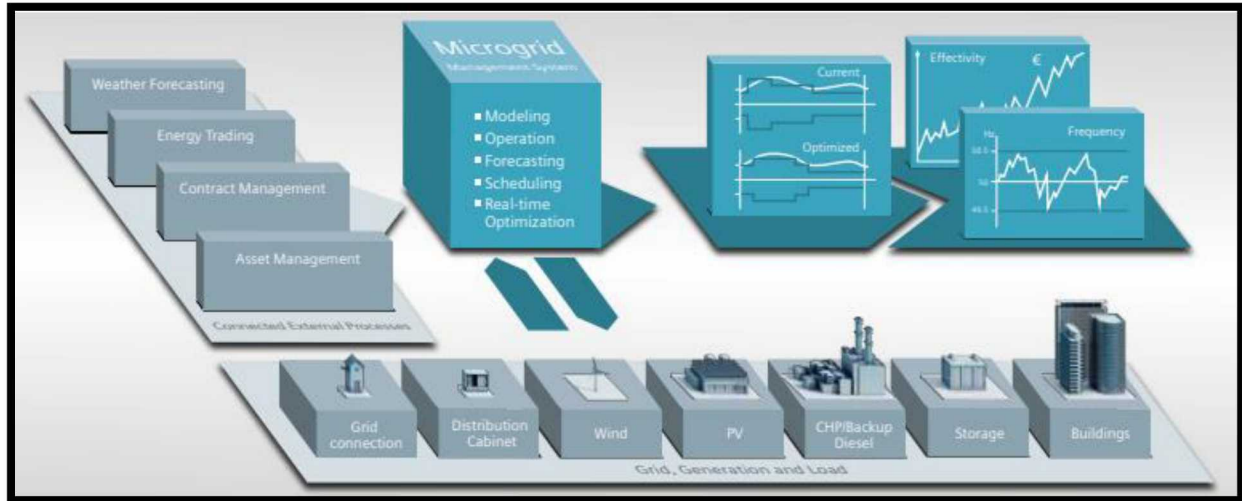 Weather Forecasting
Energy Trading
Contract Management
Asset Management
Connected External Processes
Microgrid
Management System
▪ Modeling
▪ Operation
▪ Forecasting
▪ Scheduling
▪ Real-time
Optimization
Current
Optimized
Effectivity
€
Frequency
Hz
50.5
50
49.5
Grid
connection
Distribution
Cabinet
Wind
PV
CHP/Backup
Diesel
Storage
Buildings
Grid, Generation and Load